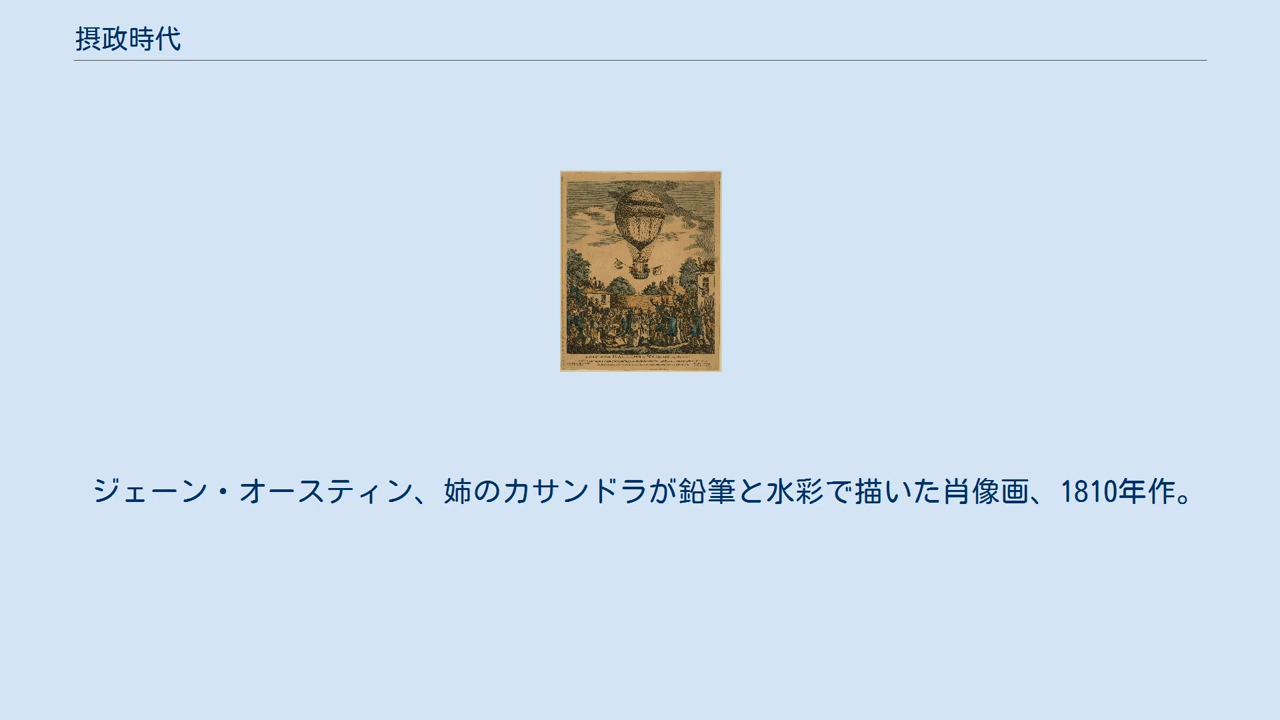 摂政時代
ジェーン・オースティン、姉のカサンドラが鉛筆と水彩で描いた肖像画、1810年作。